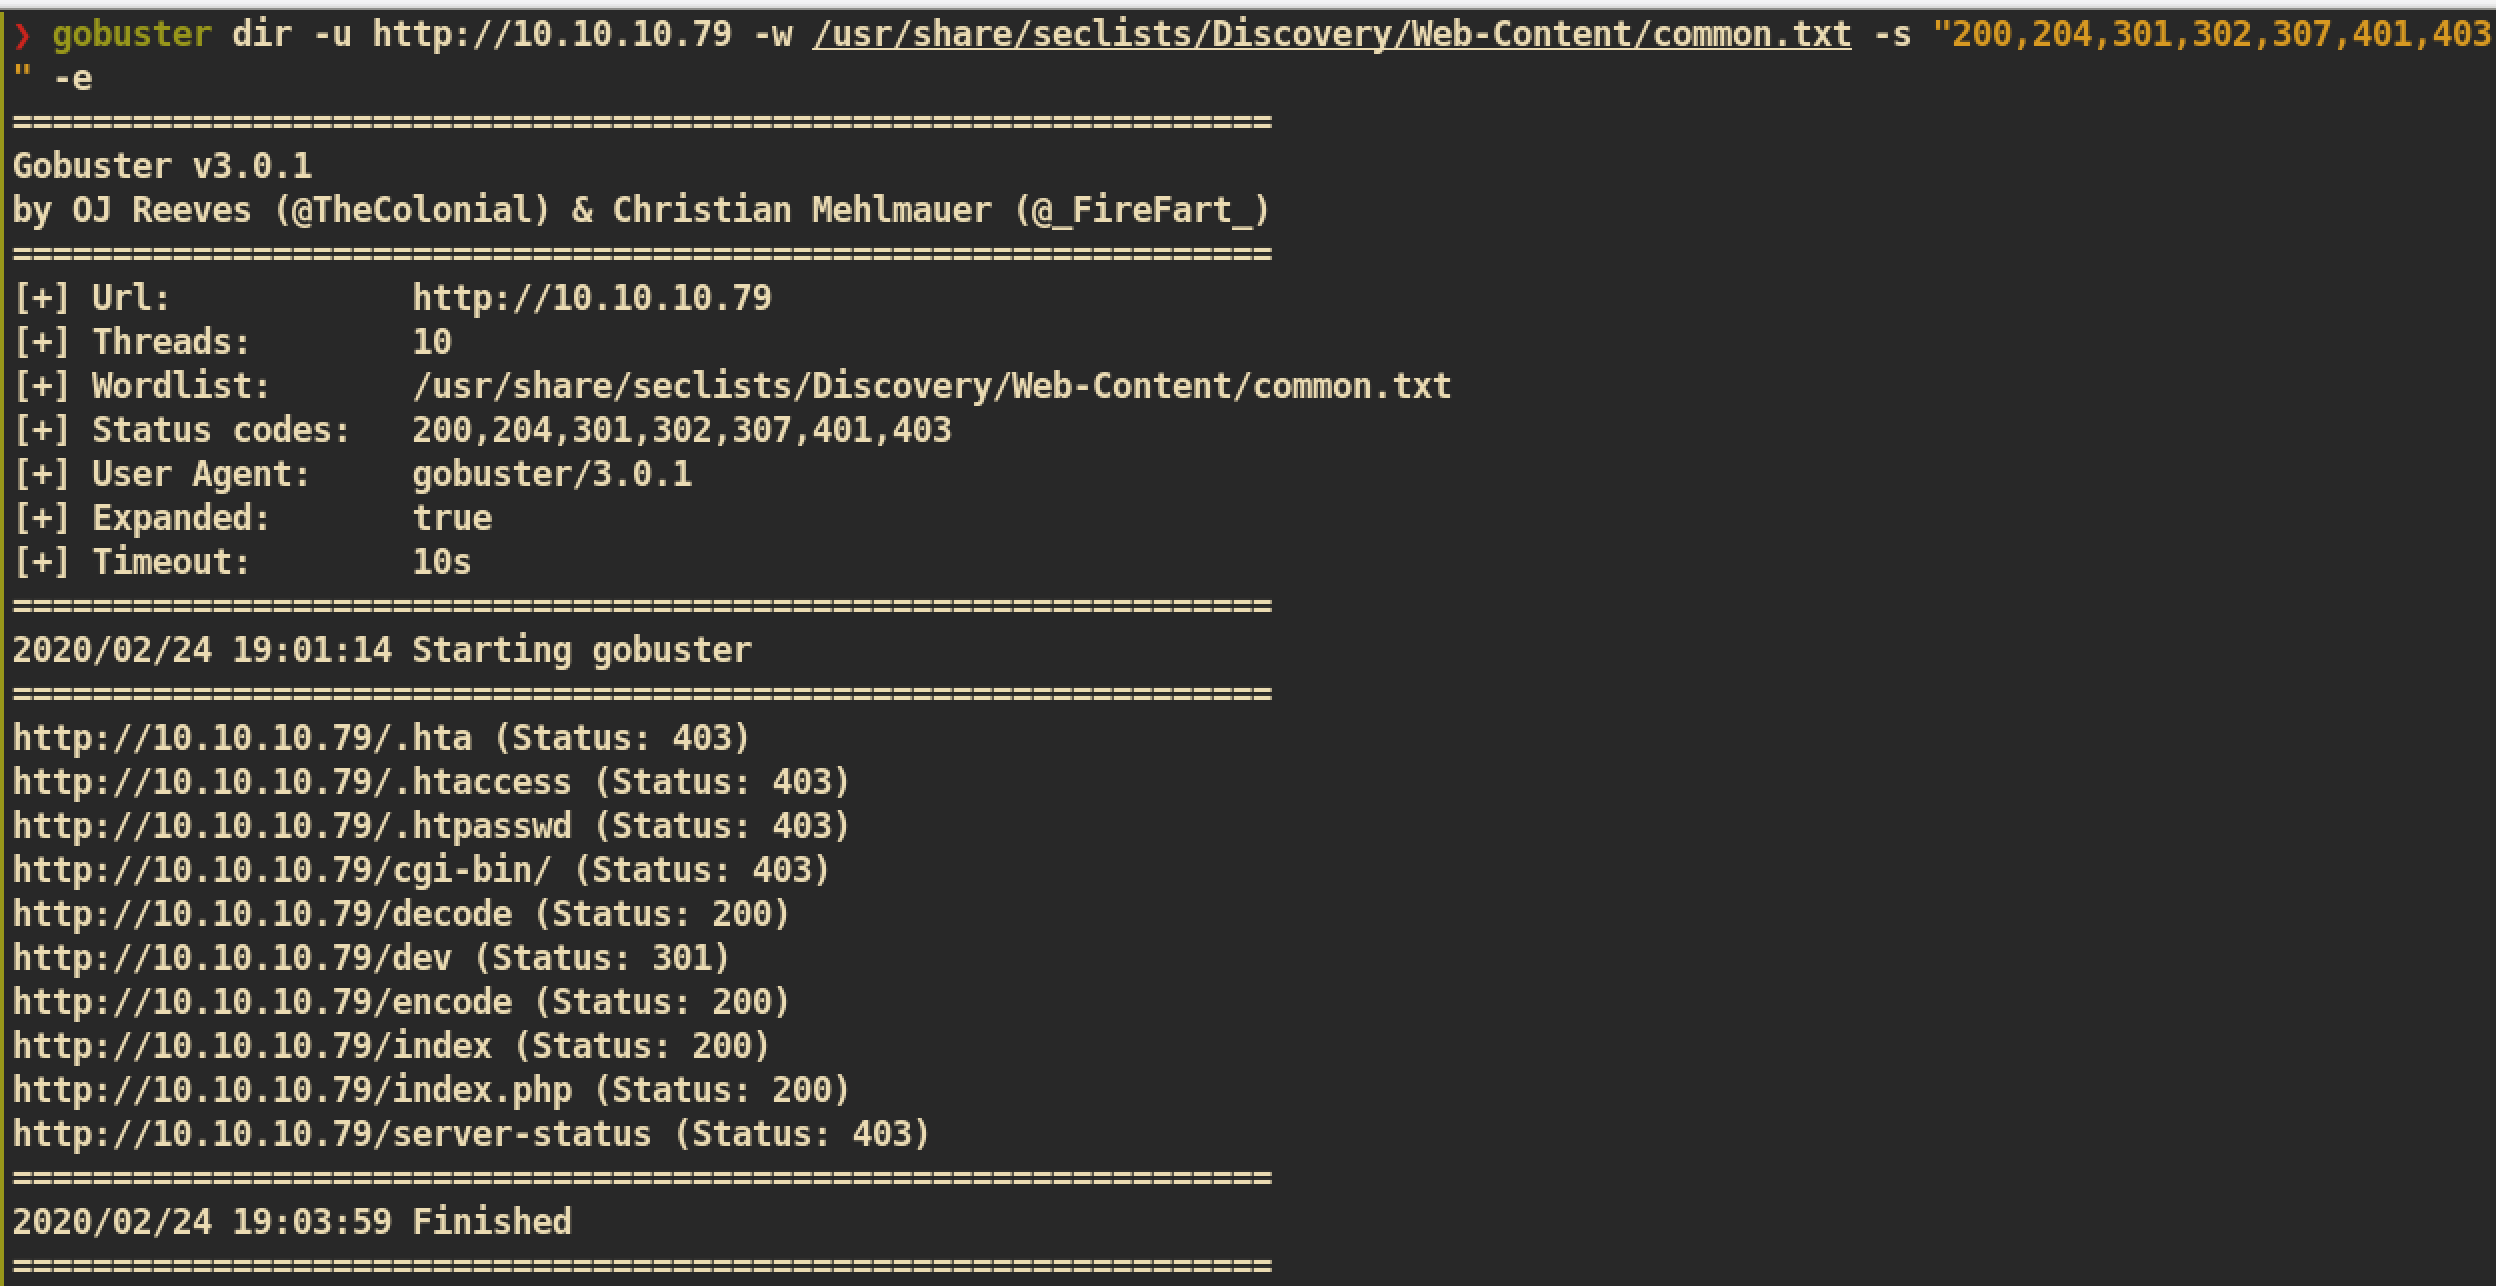 ❯ gobuster dir -u http://10.10.10.79 -w /usr/share/seclists/Discovery/Web-Content/common.txt -s "200,204,301,302,307,401,403
" -e
===============================================================
Gobuster v3.0.1
by OJ Reeves (@TheColonial) & Christian Mehlmauer (@_FireFart_)
===============================================================
[+] Url:            http://10.10.10.79
[+] Threads:        10
[+] Wordlist:       /usr/share/seclists/Discovery/Web-Content/common.txt
[+] Status codes:   200,204,301,302,307,401,403
[+] User Agent:     gobuster/3.0.1
[+] Expanded:       true
[+] Timeout:        10s
===============================================================
2020/02/24 19:01:14 Starting gobuster
===============================================================
http://10.10.10.79/.hta (Status: 403)
http://10.10.10.79/.htaccess (Status: 403)
http://10.10.10.79/.htpasswd (Status: 403)
http://10.10.10.79/cgi-bin/ (Status: 403)
http://10.10.10.79/decode (Status: 200)
http://10.10.10.79/dev (Status: 301)
http://10.10.10.79/encode (Status: 200)
http://10.10.10.79/index (Status: 200)
http://10.10.10.79/index.php (Status: 200)
http://10.10.10.79/server-status (Status: 403)
===============================================================
2020/02/24 19:03:59 Finished
===============================================================